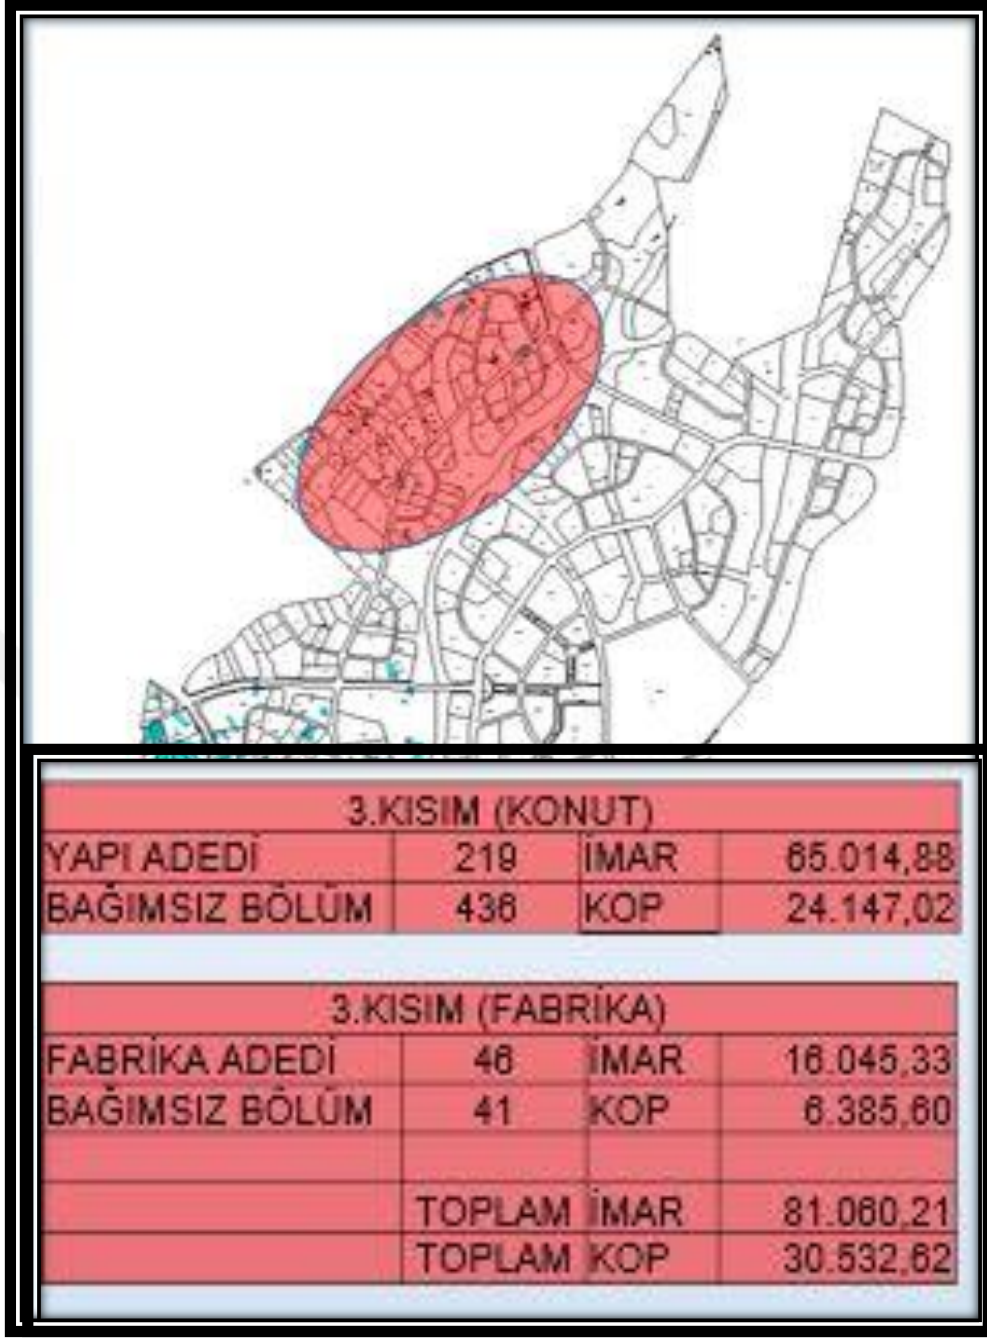 3.KISIM (KONUT)
YAPI ADEDİ 219 İMAR 65.014,88
BAĞIMSIZ BÖLÜM 436 KOP 24.147,02
3.KISIM (FABRİKA)
FABRİKA ADEDİ 46 İMAR 16.045,33
BAĞIMSIZ BÖLÜM 41 KOP 6.385,60
TOPLAM İMAR 81.060,21
TOPLAM KOP 30.532,62